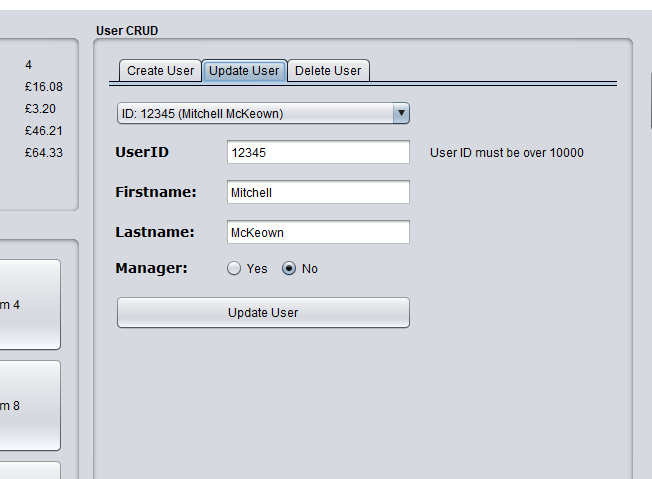 User CRUD
4
£16.08
£3.20
£46.21
£64.33
Create User Update User Delete User
ID: 12345 (Mitchell McKeown)
UserID 12345 User ID must be over 10000
Firstname: Mitchell
Lastname: McKeown
Manager: Yes No
Update User
m 4
m 8